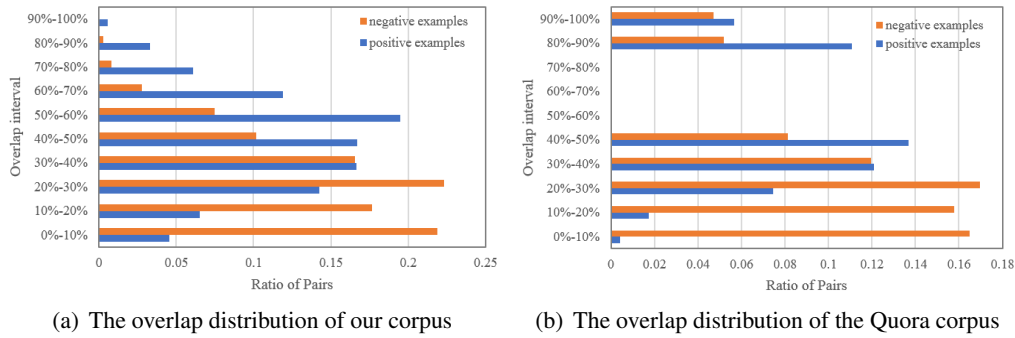 90%-100%
80%-90%
70%-80%
60%-70%
50%-60%
40%-50%
30%-40%
20%-30%
10%-20%
0%-10%
Overlap interval
negative examples
positive examples
0 0.05 0.1 0.15 0.2 0.25
Ratio of Pairs
(a) The overlap distribution of our corpus
90%-100%
80%-90%
70%-80%
60%-70%
50%-60%
40%-50%
30%-40%
20%-30%
10%-20%
0%-10%
Overlap interval
negative examples
positive examples
0 0.02 0.04 0.06 0.08 0.1 0.12 0.14 0.16 0.18
Ratio of Pairs
(b) The overlap distribution of the Quora corpus